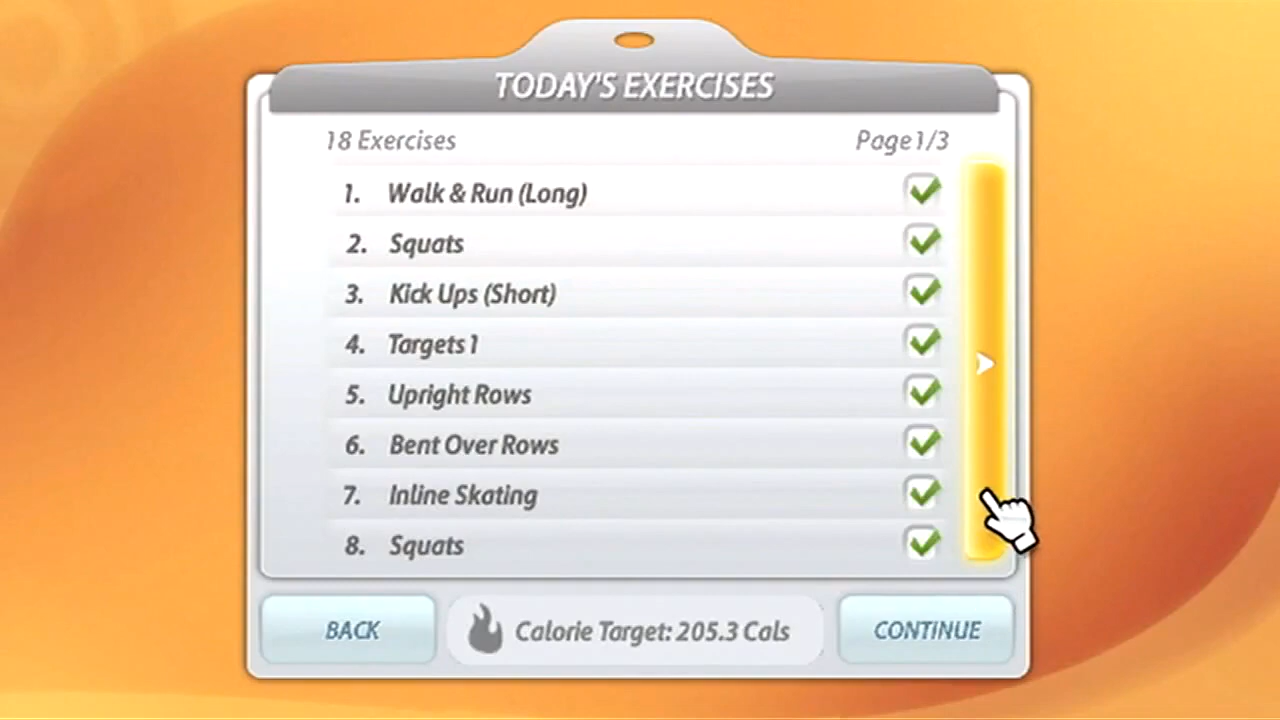 TODAY'S EXERCISES
18 Exercises Page 1/3
1. Walk & Run (Long)
2. Squats
3. Kick Ups (Short)
4. Targets 1
5. Upright Rows
6. Bent Over Rows
7. Inline Skating
8. Squats
BACK Calorie Target: 205.3 Cals CONTINUE